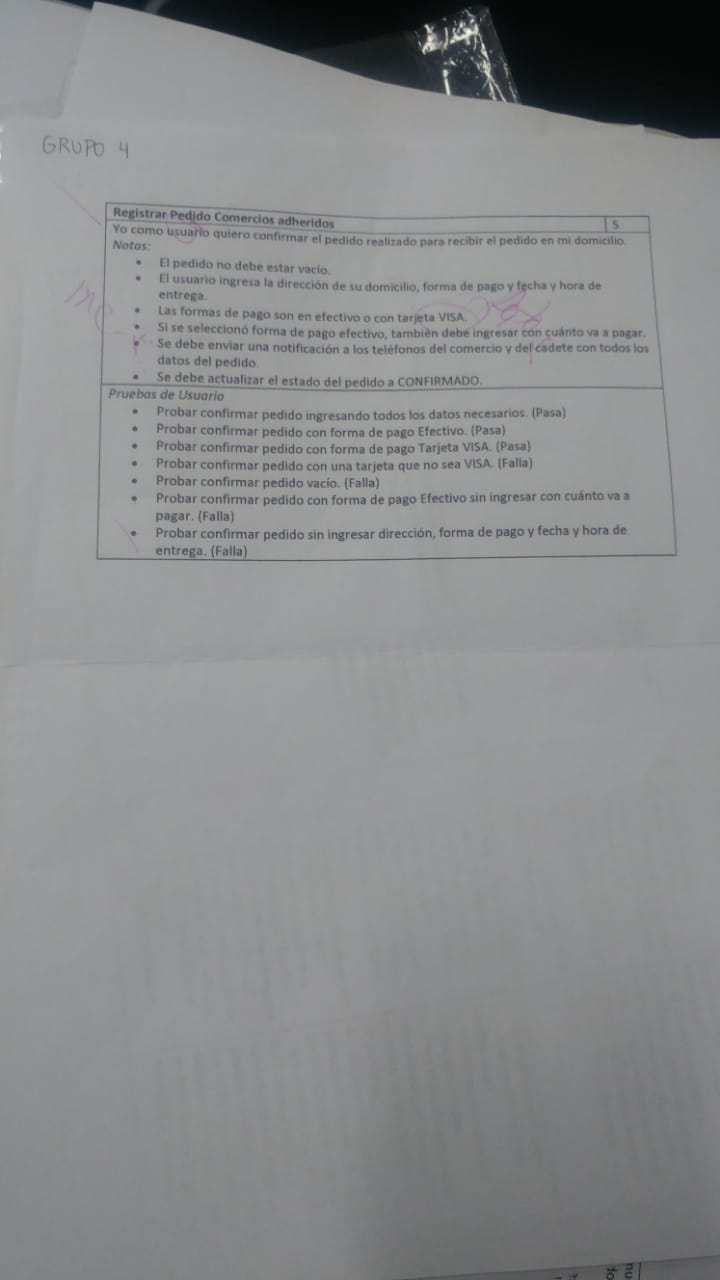 GRUPO 4
Registrar Pedido Comercios adheridos 5
Yo como usuario quiero confirmar el pedido realizado para recibir el pedido en mi domicilio.
Notas:
• El pedido no debe estar vacío.
• El usuario ingresa la dirección de su domicilio, forma de pago y fecha y hora de
entrega.
• Las formas de pago son en efectivo o con tarjeta VISA.
• Si se seleccionó forma de pago efectivo, también debe ingresar con cuánto va a pagar.
• Se debe enviar una notificación a los teléfonos del comercio y del cadete con todos los
datos del pedido.
• Se debe actualizar el estado del pedido a CONFIRMADO.
Pruebas de Usuario
• Probar confirmar pedido ingresando todos los datos necesarios. (Pasa)
• Probar confirmar pedido con forma de pago Efectivo. (Pasa)
• Probar confirmar pedido con forma de pago Tarjeta VISA. (Pasa)
• Probar confirmar pedido con una tarjeta que no sea VISA. (Falla)
• Probar confirmar pedido vacío. (Falla)
• Probar confirmar pedido con forma de pago Efectivo sin ingresar con cuánto va a
pagar. (Falla)
• Probar confirmar pedido sin ingresar dirección, forma de pago y fecha y hora de
entrega. (Falla)